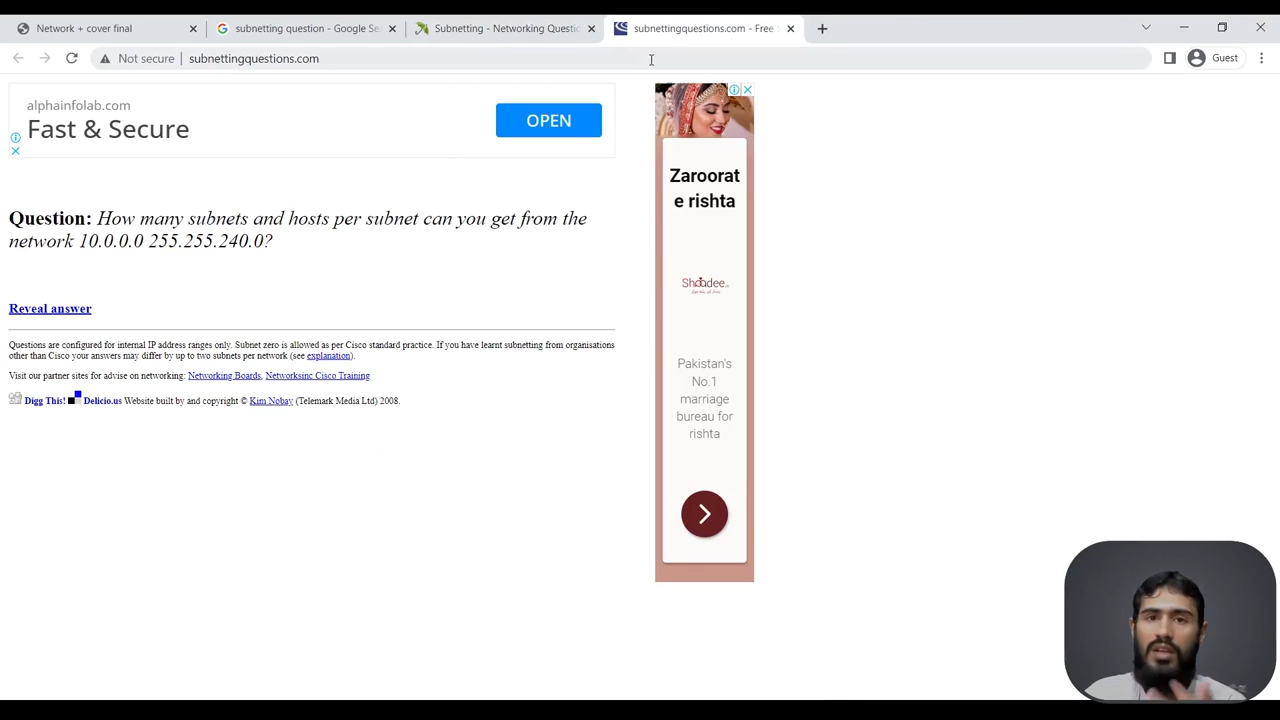 Network + cover final
subnetting question - Google Se
Subnetting - Networking Questic
subnettingquestions.com - Free S
Not secure
subnettingquestions.com
Guest
alphainfolab.com
Fast & Secure
OPEN
Question: How many subnets and hosts per subnet can you get from the
network 10.0.0.0 255.255.240.0?
Reveal answer
Questions are configured for internal IP address ranges only. Subnet zero is allowed as per Cisco standard practice. If you have learnt subnetting from organisations
other than Cisco your answers may differ by up to two subnets per network (see explanation).
Visit our partner sites for advise on networking: Networking Boards, Networksinc Cisco Training
Digg This! Delicio.us Website built by and copyright © Kim Nobay (Telemark Media Ltd) 2008.
Zaroorat
e rishta
Pakistan's
No.1
marriage
bureau for
rishta